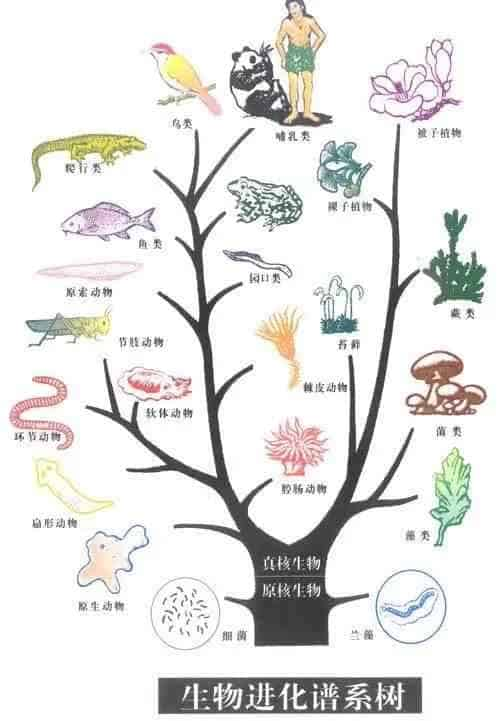 鸟类
哺乳类
被子植物
爬行类
裸子植物
鱼类
园口类
原索动物
蕨类
节肢动物
苔藓
棘皮动物
软体动物
环节动物
菌类
腔肠动物
扁形动物
藻类
真核生物
原核生物
原生动物
细菌
兰藻
生物进化谱系树